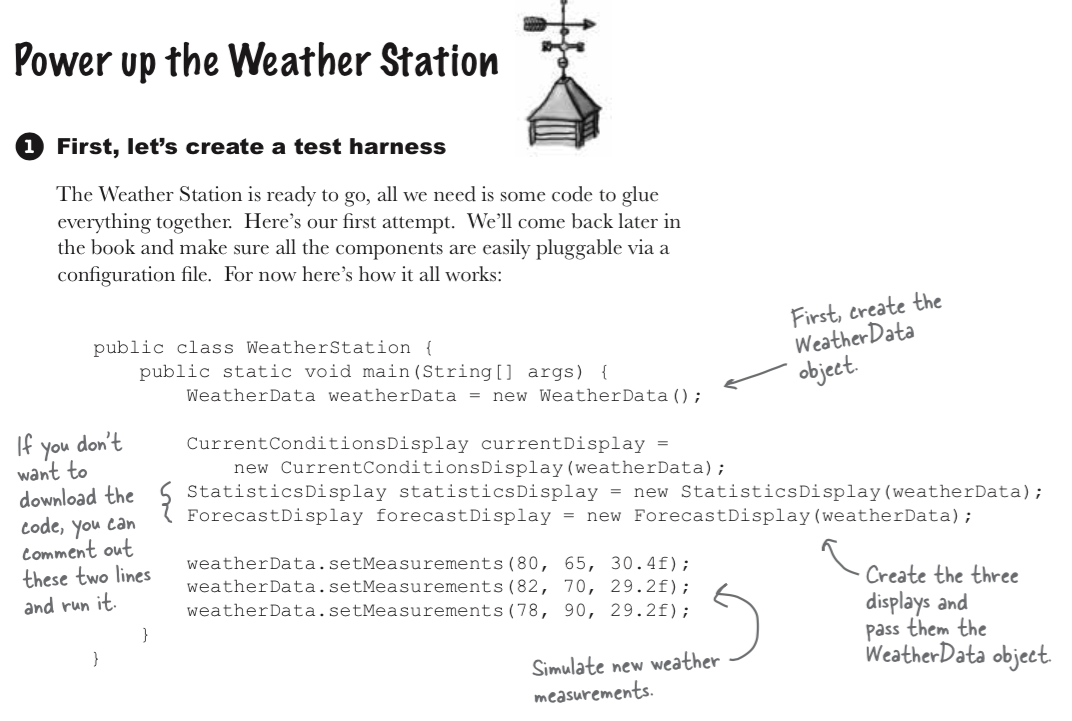 Power up the Weather Station
1 First, let's create a test harness
The Weather Station is ready to go, all we need is some code to glue
everything together. Here's our first attempt. We'll come back later in
the book and make sure all the components are easily pluggable via a
configuration file. For now here's how it all works:
First, create the
WeatherData
object.
public class WeatherStation {
public static void main(String[] args) {
WeatherData weatherData = new WeatherData();
CurrentConditionsDisplay currentDisplay =
new CurrentConditionsDisplay(weatherData);
StatisticsDisplay statisticsDisplay = new StatisticsDisplay(weatherData);
ForecastDisplay forecastDisplay = new ForecastDisplay(weatherData);
weatherData.setMeasurements(80, 65, 30.4f);
weatherData.setMeasurements(82, 70, 29.2f);
weatherData.setMeasurements(78, 90, 29.2f);
}
}
If you don't
want to
download the
code, you can
comment out
these two lines
and run it.
Create the three
displays and
pass them the
WeatherData object.
Simulate new weather
measurements.